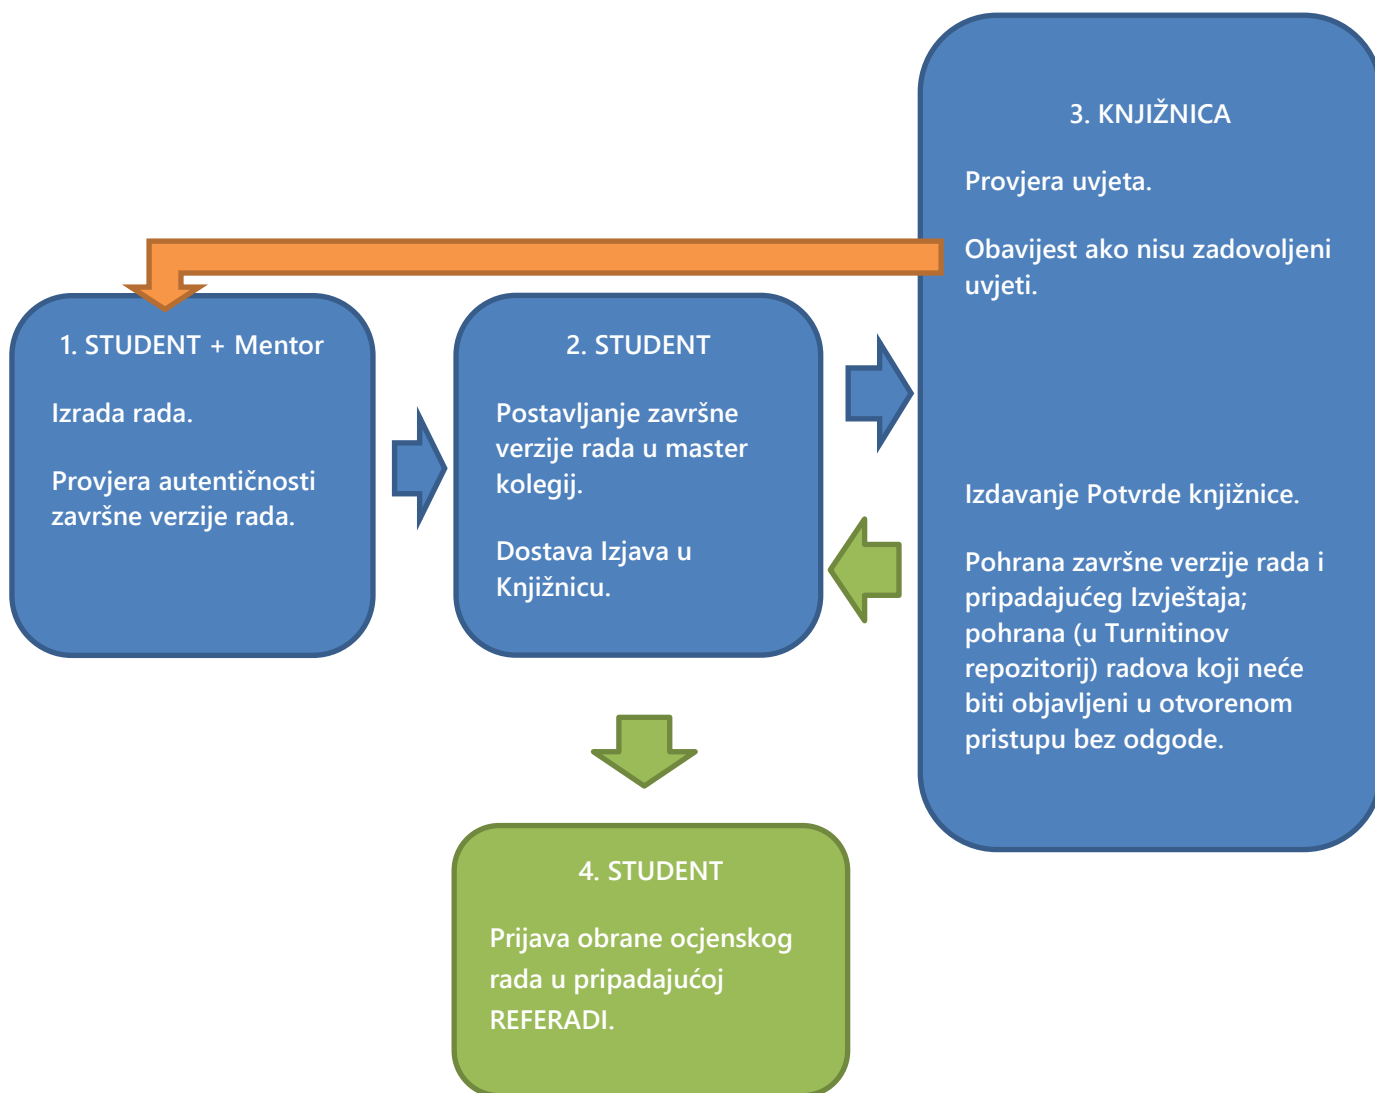 1. STUDENT + Mentor
Izrada rada.
Provjera autentičnosti
završne verzije rada.
2. STUDENT
Postavljanje završne
verzije rada u master
kolegij.
Dostava Izjava u
Knjižnicu.
3. KNJIŽNICA
Provjera uvjeta.
Obavijest ako nisu zadovoljeni
uvjeti.
Izdavanje Potvrde knjižnice.
Pohrana završne verzije rada i
pripadajućeg Izvještaja;
pohrana (u Turnitinov
repozitorij) radova koji neće
biti objavljeni u otvorenom
pristupu bez odgode.
4. STUDENT
Prijava obrane ocjenskog
rada u pripadajućoj
REFERADI.